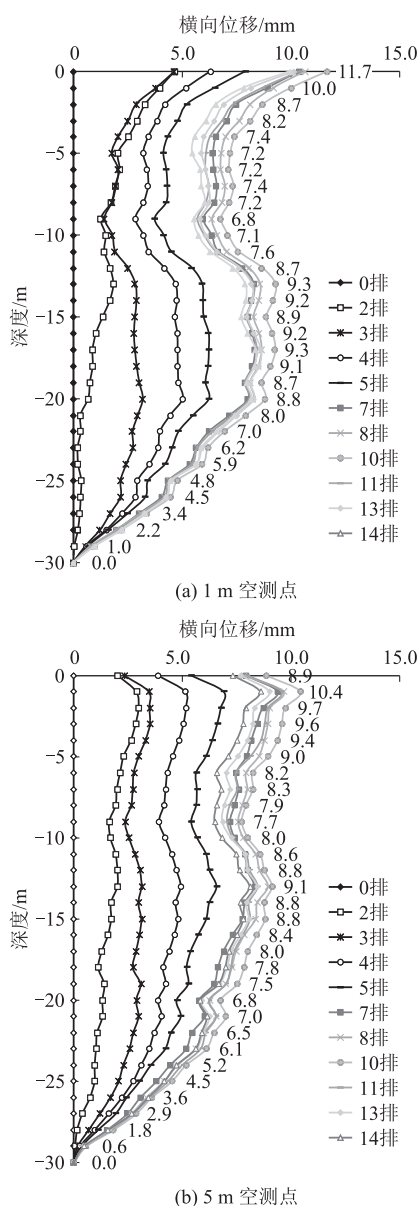 横向位移/mm
0 5.0 10.0 15.0
0
−5
−10
−15
−20
−25
−30
深度/m
11.7
10.0
8.7
8.2
7.4
7.2
7.2
7.4
7.2
6.8
7.1
7.6
8.7
9.3
9.2
8.9
9.2
9.3
9.1
8.7
8.8
8.0
7.0
6.2
5.9
4.8
4.5
3.4
2.2
1.0
0.0
0排
2排
3排
4排
5排
7排
8排
10排
11排
13排
14排
(a) 1 m 空测点
横向位移/mm
0 5.0 10.0 15.0
0
−5
−10
−15
−20
−25
−30
深度/m
8.9
10.4
9.7
9.6
9.4
9.0
8.2
8.3
7.9
7.7
8.0
8.6
8.8
9.1
8.8
8.8
8.4
8.0
7.8
7.5
6.8
7.0
6.5
6.1
5.2
4.5
3.6
2.9
1.8
0.6
0.0
0排
2排
3排
4排
5排
7排
8排
10排
11排
13排
14排
(b) 5 m 空测点